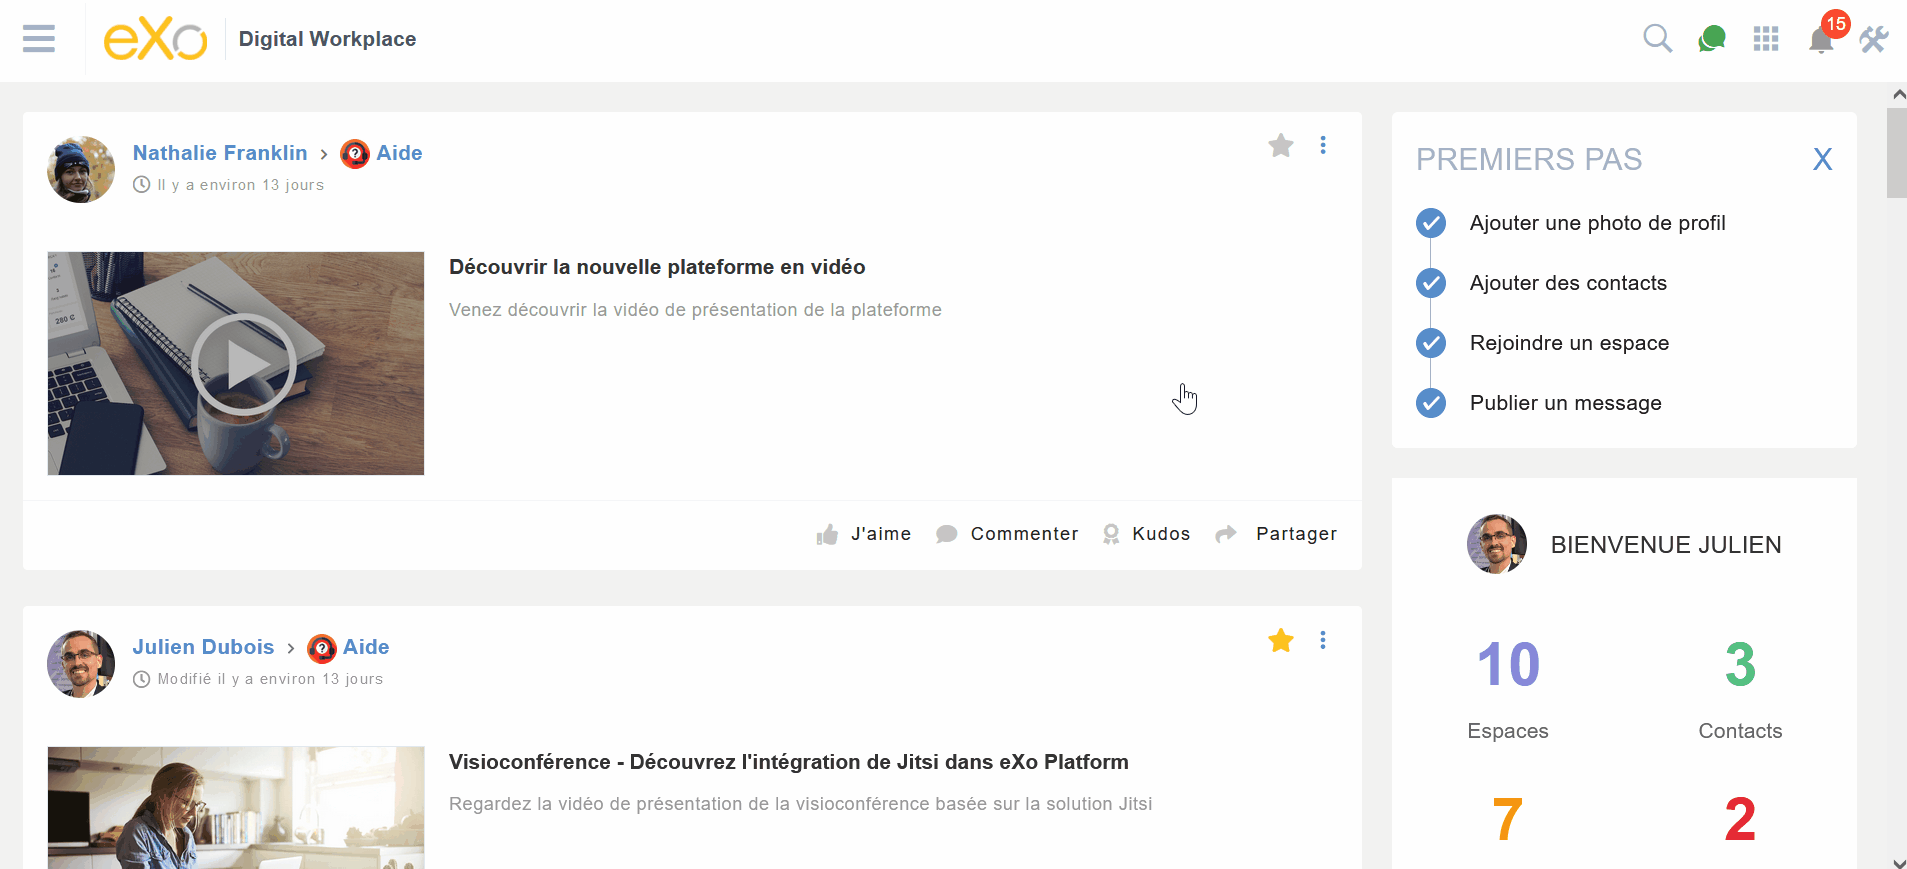 eXo
Digital Workplace
15
Nathalie Franklin > Aide
Il y a environ 13 jours
Découvrir la nouvelle plateforme en vidéo
Venez découvrir la vidéo de présentation de la plateforme
J'aime
Commenter
Kudos
Partager
Julien Dubois > Aide
Modifié il y a environ 13 jours
Visioconférence - Découvrez l'intégration de Jitsi dans eXo Platform
Regardez la vidéo de présentation de la visioconférence basée sur la solution Jitsi
PREMIERS PAS
X
Ajouter une photo de profil
Ajouter des contacts
Rejoindre un espace
Publier un message
BIENVENUE JULIEN
10
3
Espaces
Contacts
7
2